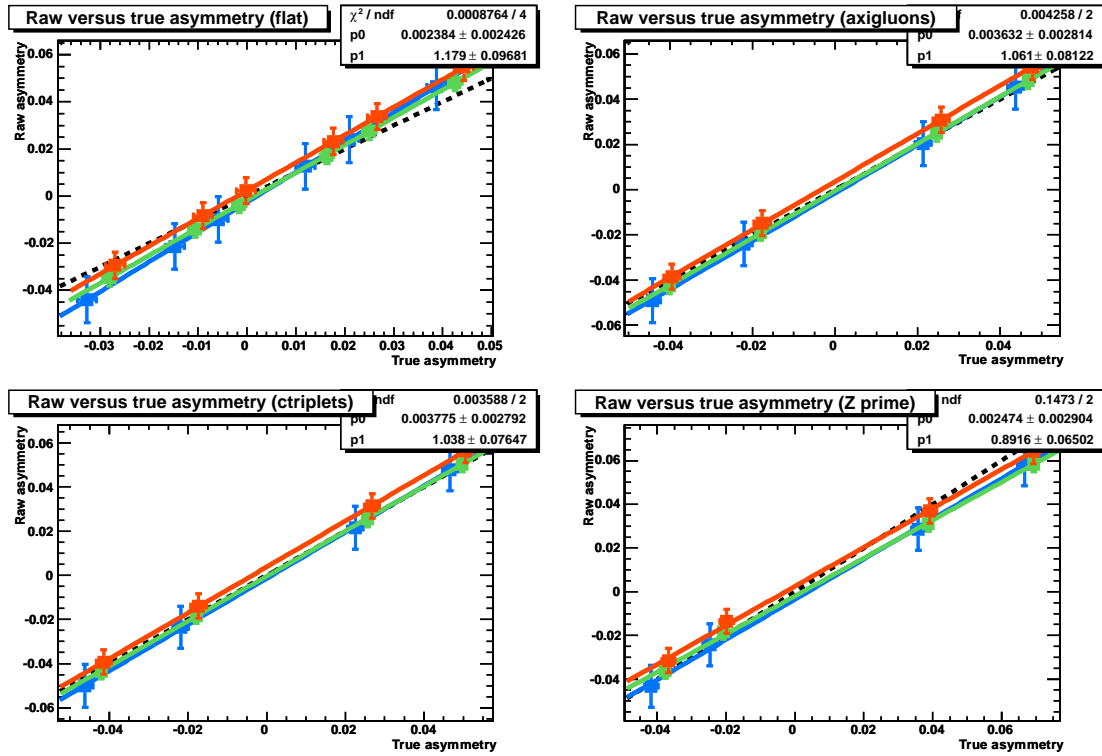 Raw versus true asymmetry (flat)
χ² / ndf 0.0008764 / 4
p0 0.002384 ± 0.002426
p1 1.179 ± 0.09681
Raw asymmetry
0.06
0.04
0.02
0
-0.02
-0.04
-0.03 -0.02 -0.01 0 0.01 0.02 0.03 0.04 0.05
True asymmetry
Raw versus true asymmetry (axigluons)
0.004258 / 2
p0 0.003632 ± 0.002814
p1 1.061 ± 0.08122
Raw asymmetry
0.06
0.04
0.02
0
-0.02
-0.04
-0.06
-0.04 -0.02 0 0.02 0.04
True asymmetry
Raw versus true asymmetry (ctriplets)
ndf 0.003588 / 2
p0 0.003775 ± 0.002792
p1 1.038 ± 0.07647
Raw asymmetry
0.06
0.04
0.02
0
-0.02
-0.04
-0.06
-0.04 -0.02 0 0.02 0.04
True asymmetry
Raw versus true asymmetry (Z prime)
ndf 0.1473 / 2
p0 0.002474 ± 0.002904
p1 0.8916 ± 0.06502
Raw asymmetry
0.06
0.04
0.02
0
-0.02
-0.04
-0.04 -0.02 0 0.02 0.04 0.06
True asymmetry